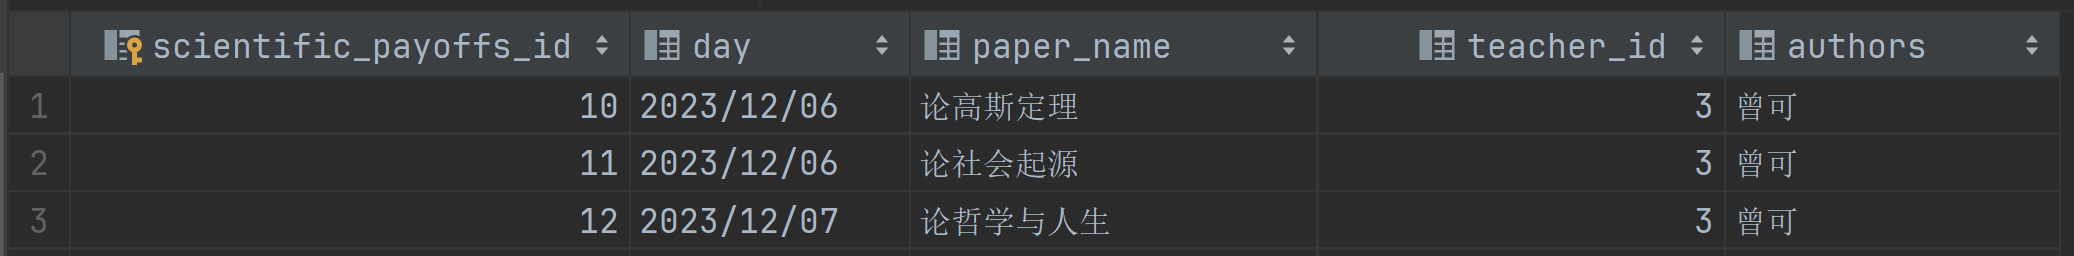 scientific_payoffs_id day paper_name teacher_id authors
1 10 2023/12/06 论高斯定理 3 曾可
2 11 2023/12/06 论社会起源 3 曾可
3 12 2023/12/07 论哲学与人生 3 曾可